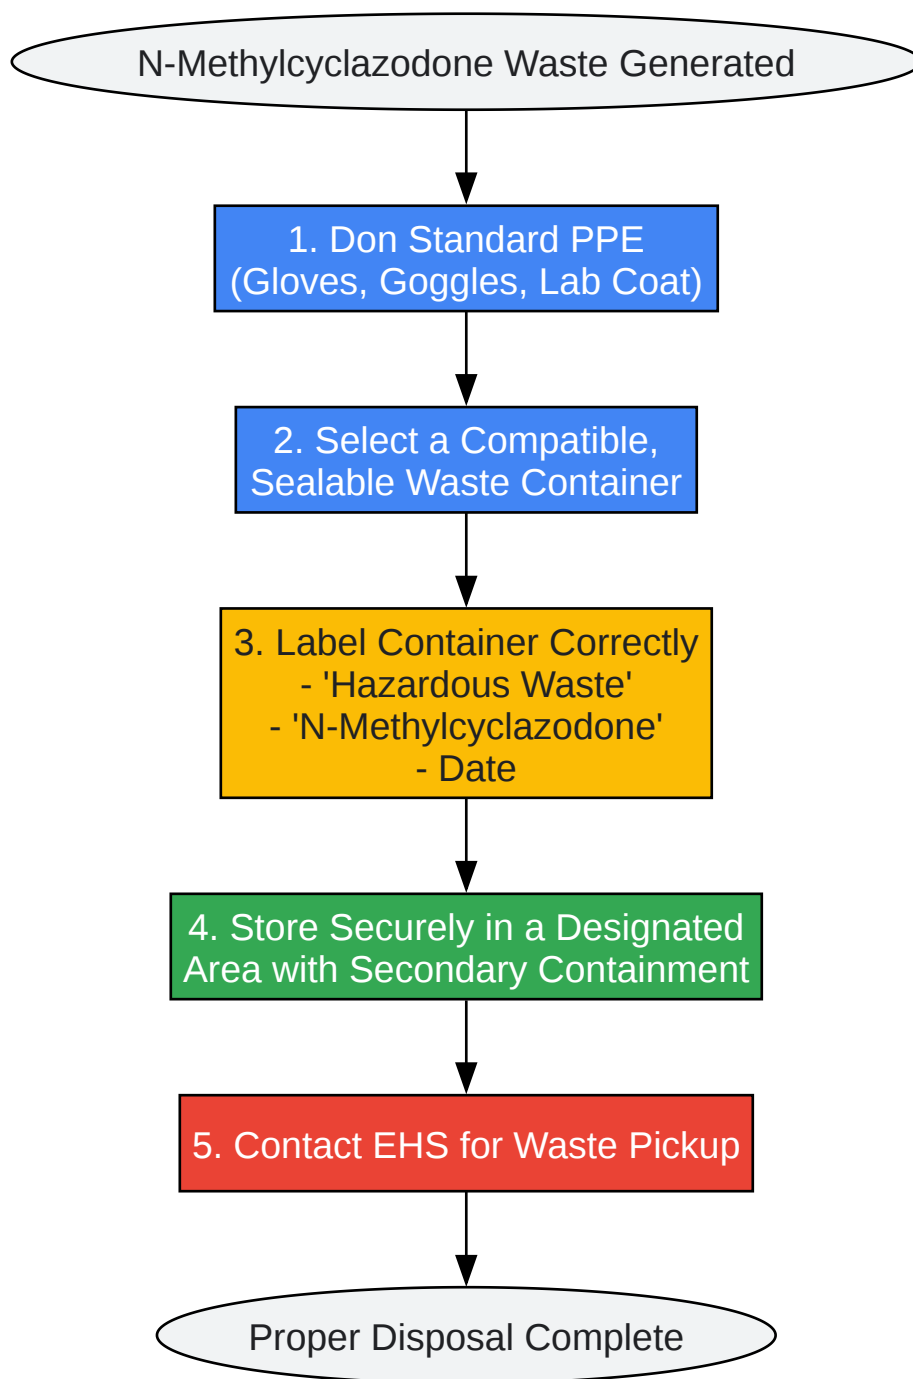 N-Methylcyclazodone Waste Generated
1. Don Standard PPE
(Gloves, Goggles, Lab Coat)
2. Select a Compatible,
Sealable Waste Container
3. Label Container Correctly
- 'Hazardous Waste'
- 'N-Methylcyclazodone'
- Date
4. Store Securely in a Designated
Area with Secondary Containment
5. Contact EHS for Waste Pickup
Proper Disposal Complete